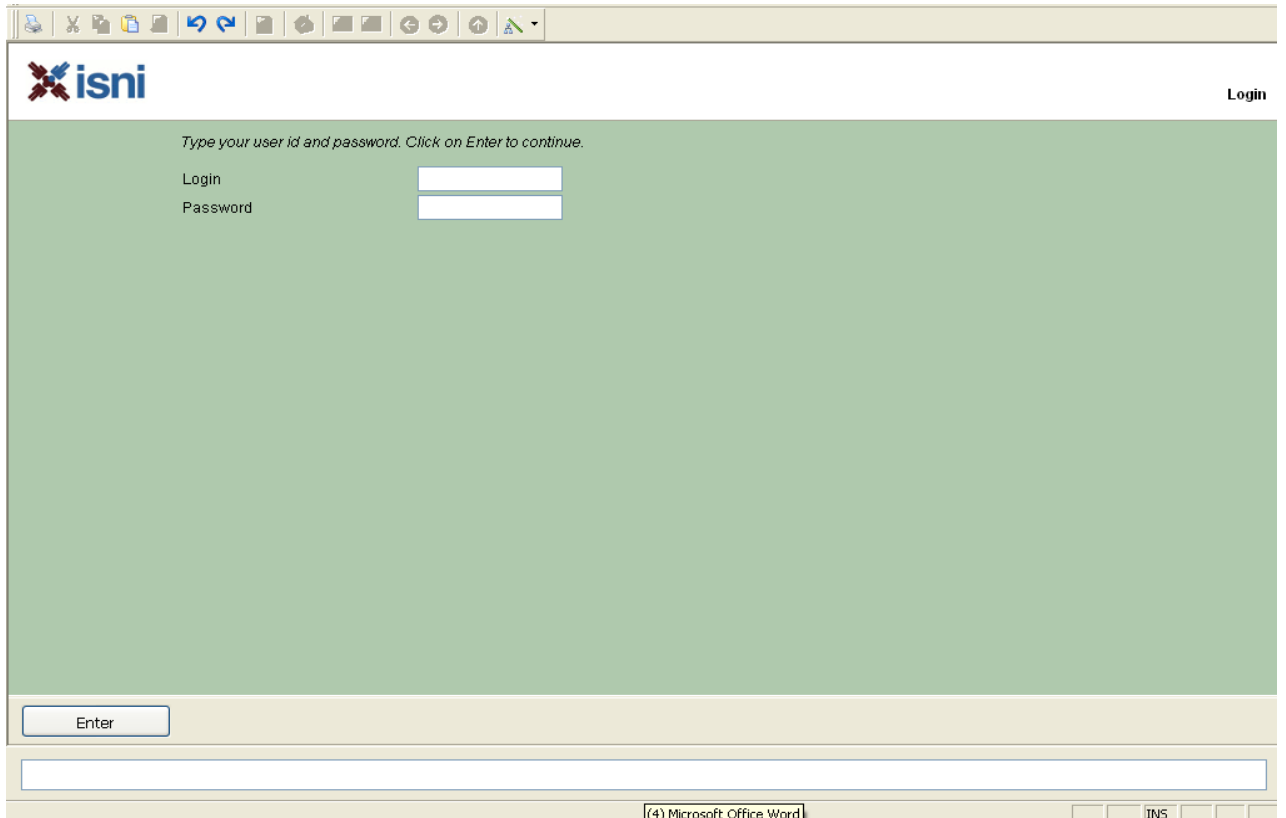 isni
Login
Type your user id and password. Click on Enter to continue.
Login
Password
Enter
(4) Microsoft Office Word
INS